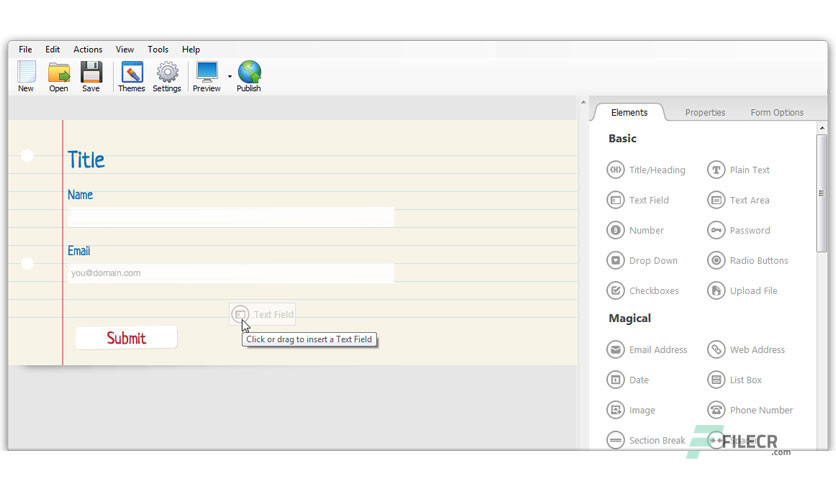 File Edit Actions View Tools Help
New Open Save Themes Settings Preview Publish
Elements Properties Form Options
Title
Name
Email
you@domain.com
Text Field
Click or drag to insert a Text Field
Submit
Basic
Title/Heading Plain Text
Text Field Text Area
Number Password
Drop Down Radio Buttons
Checkboxes Upload File
Magical
Email Address Web Address
Date List Box
Image Phone Number
Section Break
FILECR
.com